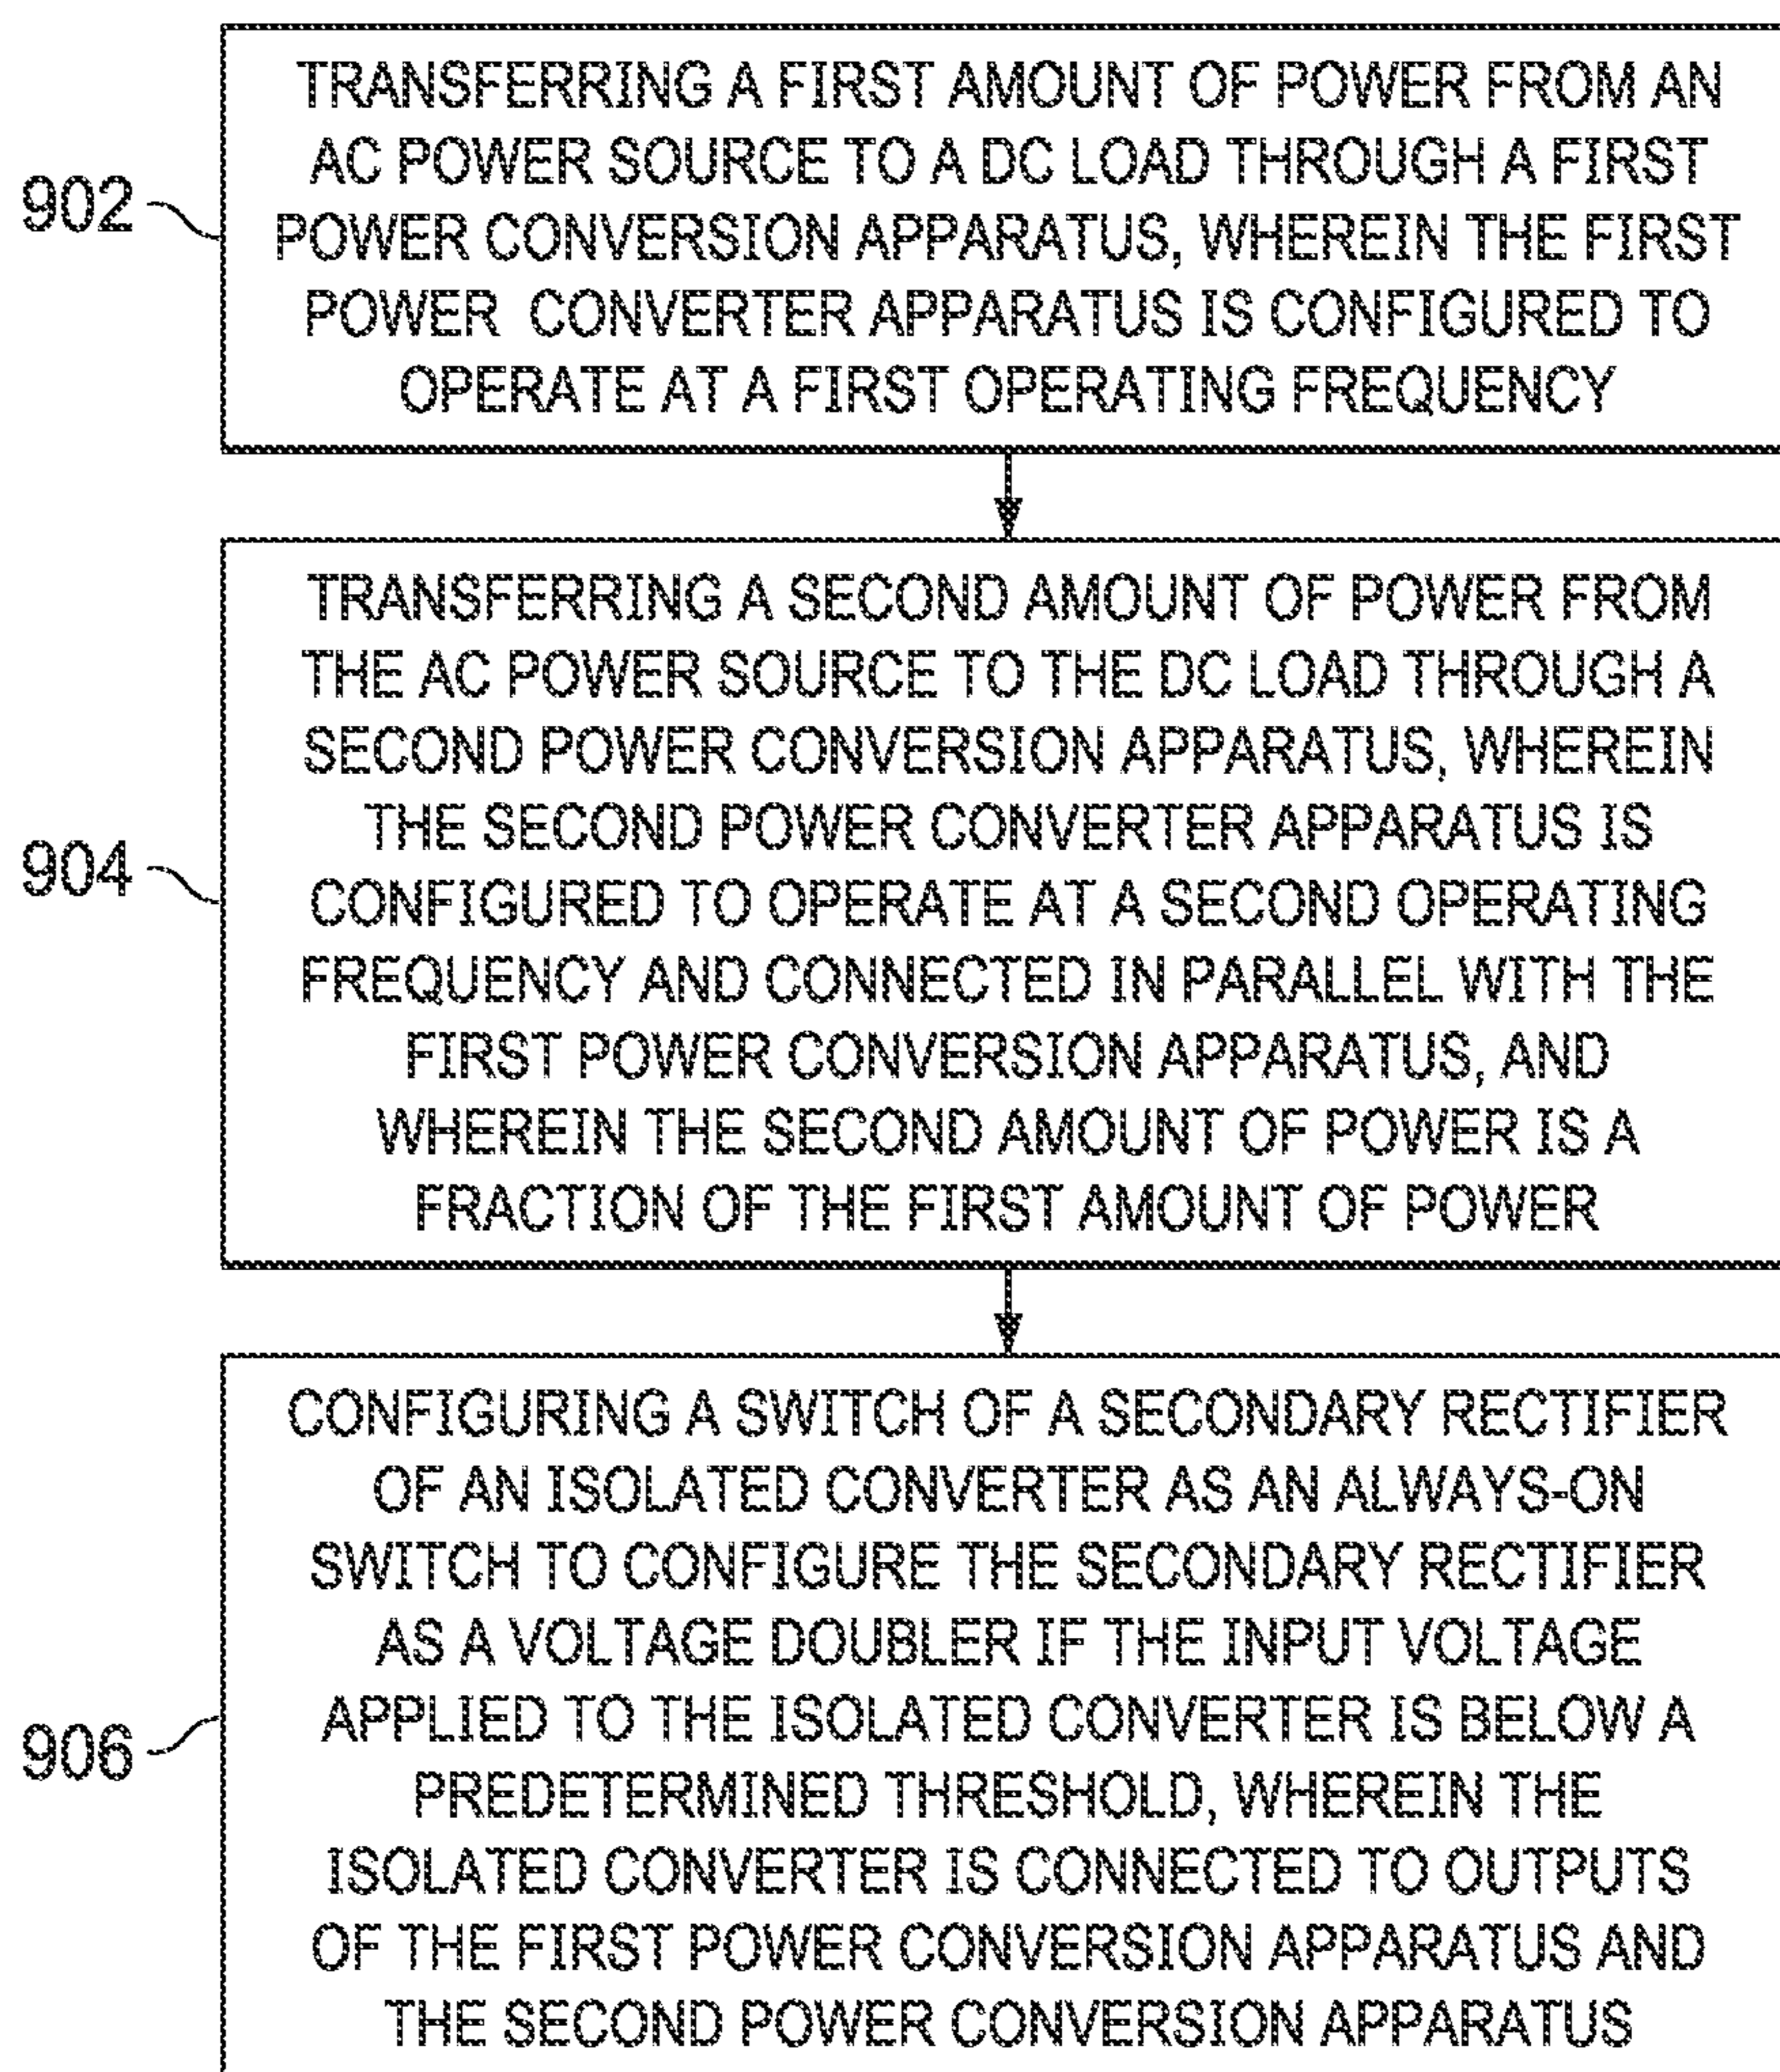 TRANSFERRING A FIRST AMOUNT OF POWER FROM AN
AC POWER SOURCE TO A DC LOAD THROUGH A FIRST
902
POWER CONVERSION APPARATUS, WHEREIN THE FIRST
POWER CONVERTER APPARATUS IS CONFIGURED TO
OPERATE AT A FIRST OPERATING FREQUENCY
TRANSFERRING A SECOND AMOUNT OF POWER FROM
THE AC POWER SOURCE TO THE DC LOAD THROUGH A
SECOND POWER CONVERSION APPARATUS, WHEREIN
THE SECOND POWER CONVERTER APPARATUS IS
904
CONFIGURED TO OPERATE AT A SECOND OPERATING
FREQUENCY AND CONNECTED IN PARALLEL WITH THE
FIRST POWER CONVERSION APPARATUS, AND
WHEREIN THE SECOND AMOUNT OF POWER IS A
FRACTION OF THE FIRST AMOUNT OF POWER
CONFIGURING A SWITCH OF A SECONDARY RECTIFIER
OF AN ISOLATED CONVERTER AS AN ALWAYS-ON
SWITCH TO CONFIGURE THE SECONDARY RECTIFIER
AS A VOLTAGE DOUBLER IF THE INPUT VOLTAGE
APPLIED TO THE ISOLATED CONVERTER IS BELOW A
906
PREDETERMINED THRESHOLD, WHEREIN THE
ISOLATED CONVERTER IS CONNECTED TO OUTPUTS
OF THE FIRST POWER CONVERSION APPARATUS AND
THE SECOND POWER CONVERSION APPARATUS